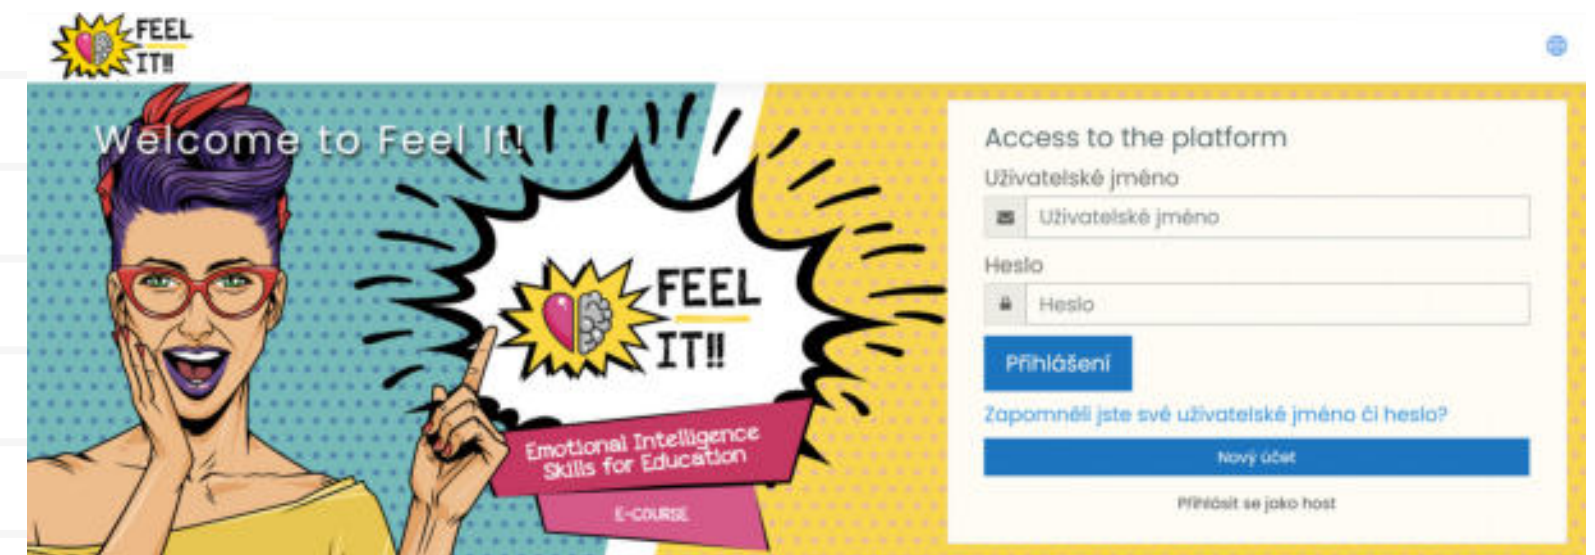 FEEL
IT!!
Welcome to Feel It!
FEEL
IT!!
Emotional Intelligence
Skills for Education
E-COURSE
Access to the platform
Uživatelské jméno
Uživatelské jméno
Heslo
Heslo
Přihlášení
Zapomněli jste své uživatelské jméno či heslo?
Nový účet
Přihlásit se jako host